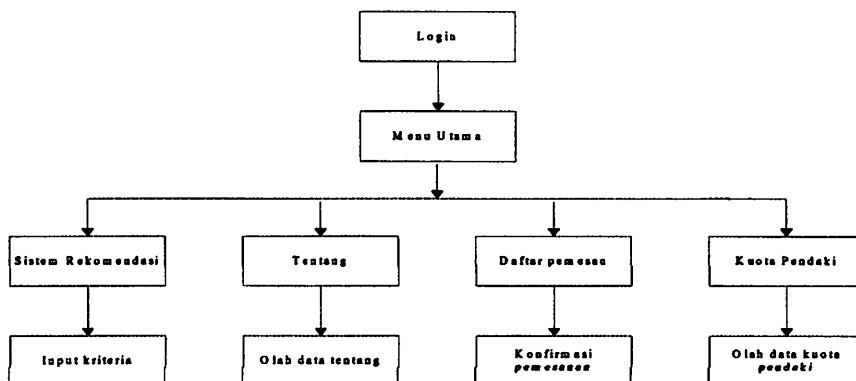 Login
Menu Utama
Sistem Rekomendasi
Tentang
Daftar pemesan
Kuota Pendaki
Input kriteria
Olah data tentang
Konfirmasi
pemesanan
Olah data kuota
pendaki